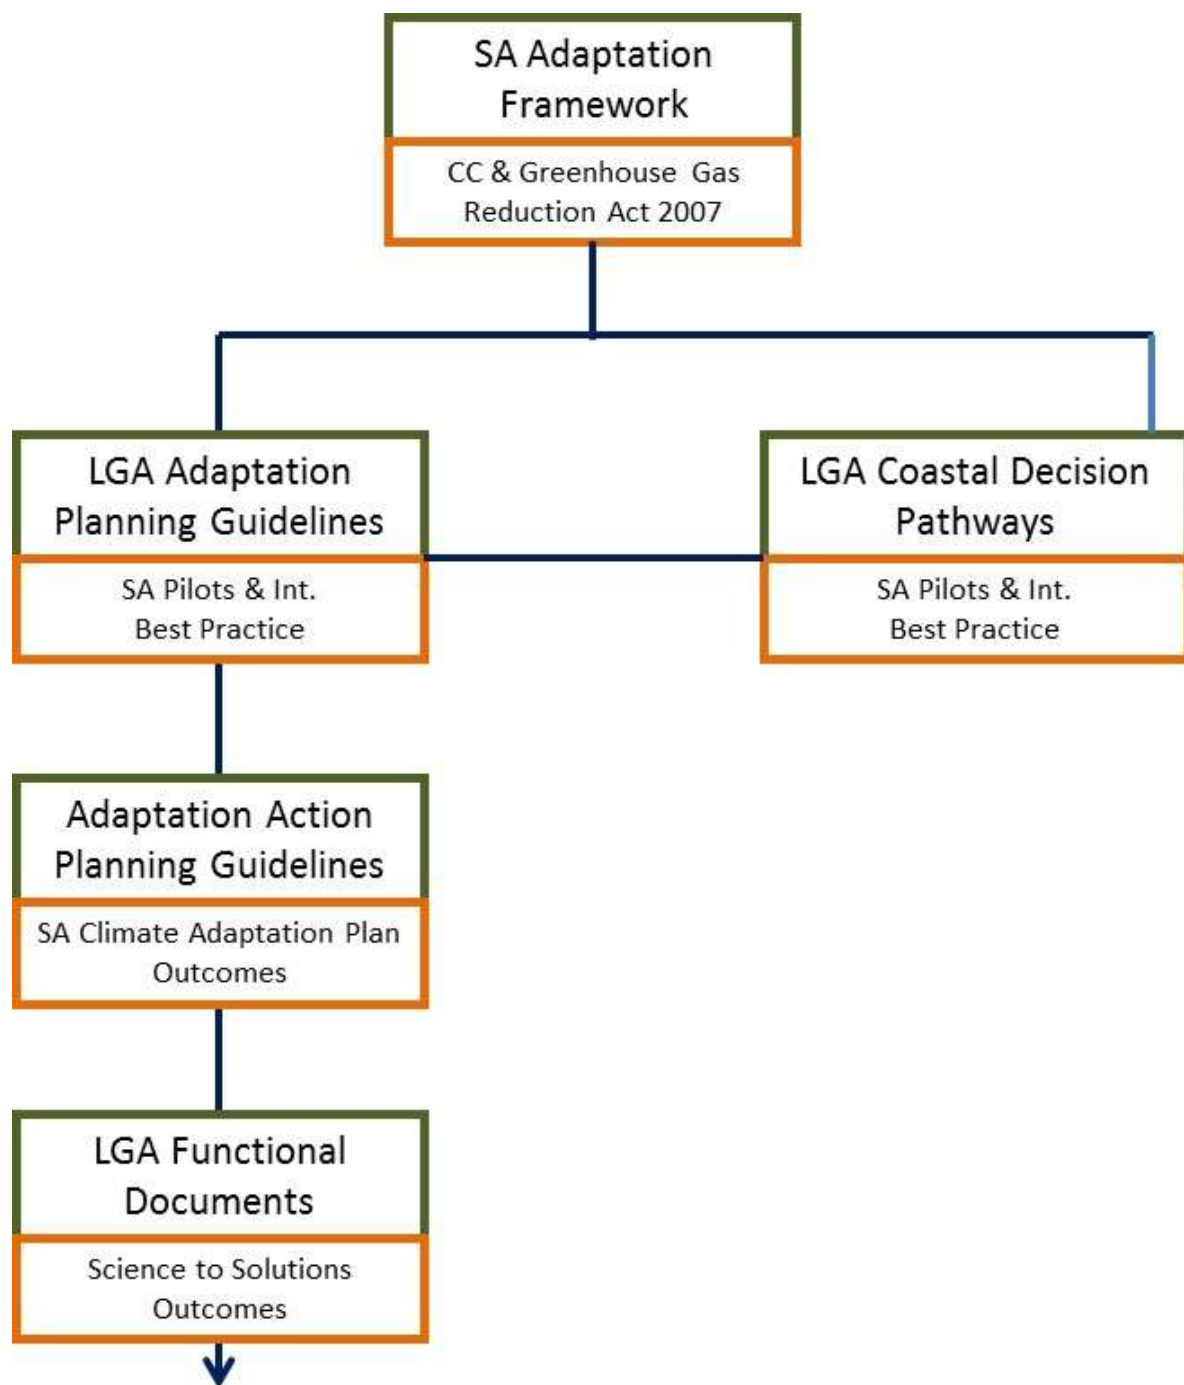 SA Adaptation
Framework
CC & Greenhouse Gas
Reduction Act 2007
LGA Adaptation
Planning Guidelines
SA Pilots & Int.
Best Practice
LGA Coastal Decision
Pathways
SA Pilots & Int.
Best Practice
Adaptation Action
Planning Guidelines
SA Climate Adaptation Plan
Outcomes
LGA Functional
Documents
Science to Solutions
Outcomes